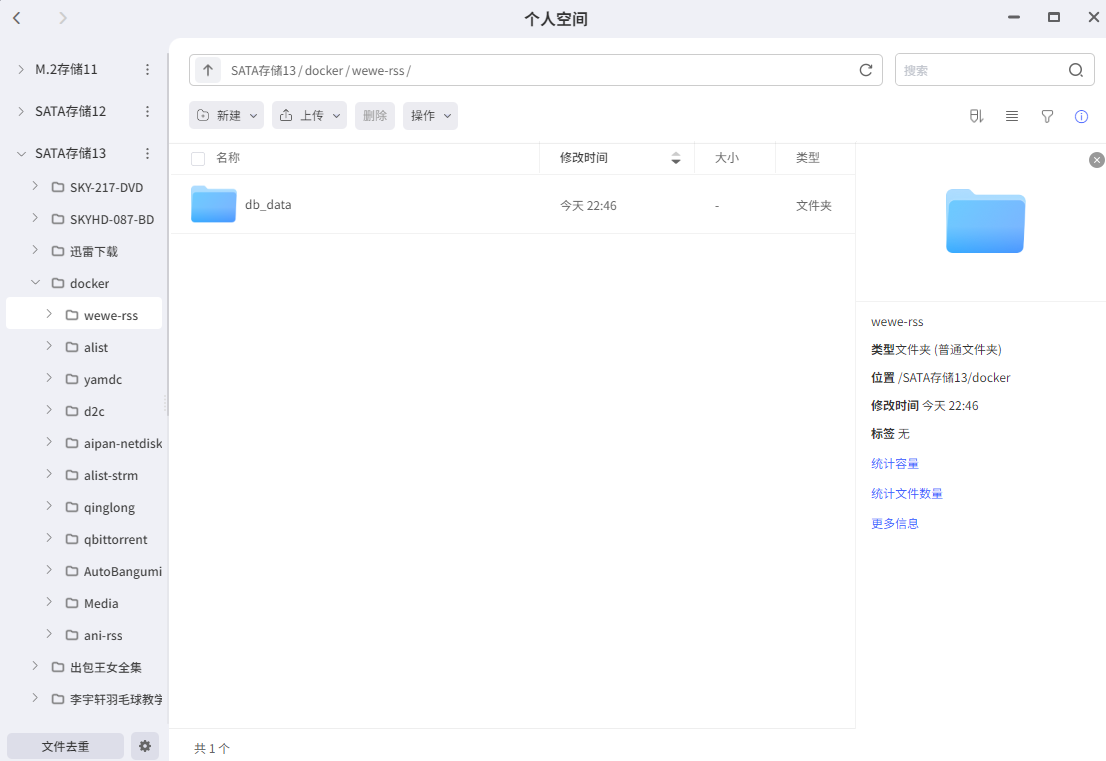 个人空间
M.2存储11
SATA存储12
SATA存储13
SKY-217-DVD
SKYHD-087-BD
迅雷下载
docker
wewe-rss
alist
yamdc
d2c
aipan-netdisk
alist-strm
qinglong
qbittorrent
AutoBangumi
Media
ani-rss
出包王女全集
李宇轩羽毛球教学
文件去重
SATA存储13 / docker / wewe-rss /
搜索
新建 上传 删除 操作
名称 修改时间 大小 类型
db_data 今天 22:46 - 文件夹
共 1 个
wewe-rss
类型文件夹 (普通文件夹)
位置 /SATA存储13/docker
修改时间 今天 22:46
标签 无
统计容量
统计文件数量
更多信息